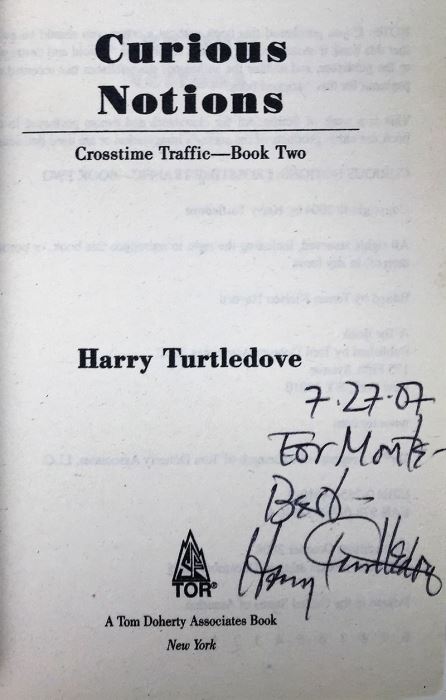 Curious
Notions
Crosstime Traffic—Book Two
Harry Turtledove
7.27.07
For Monte-
Best-
Harry Turtledove
TOR®
A Tom Doherty Associates Book
New York